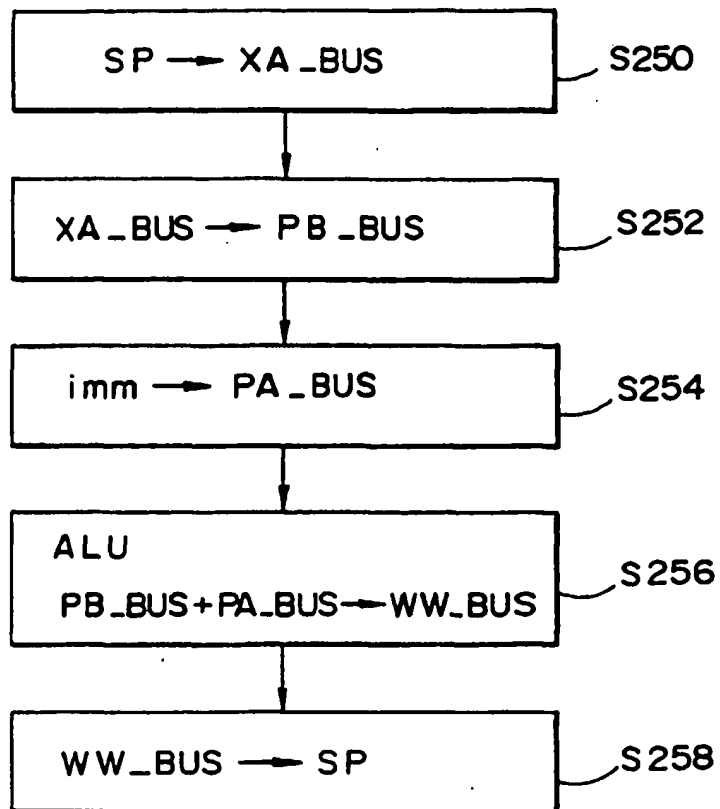 SP → XA_BUS S250
XA_BUS → PB_BUS S252
imm → PA_BUS S254
ALU
PB_BUS+PA_BUS→WW_BUS S256
WW_BUS → SP S258